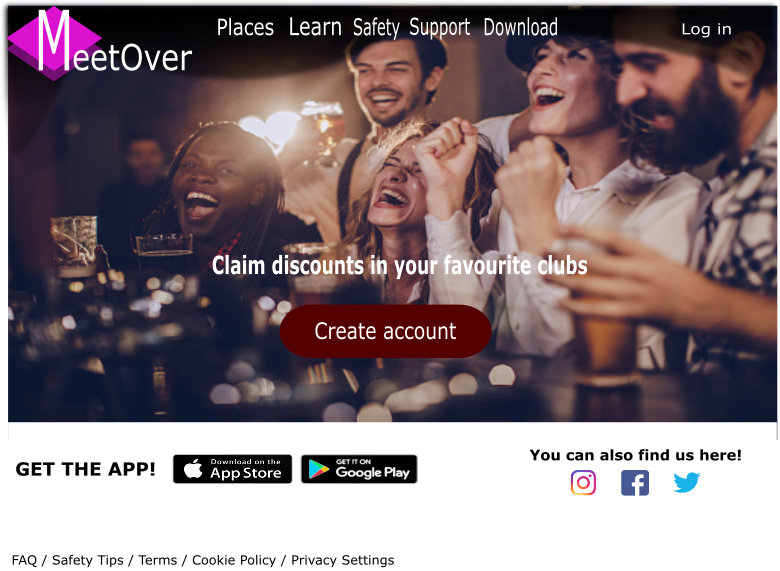 MeetOver
Places Learn Safety Support Download Log in
Claim discounts in your favourite clubs
Create account
GET THE APP!
Download on the
App Store
GET IT ON
Google Play
You can also find us here!
FAQ / Safety Tips / Terms / Cookie Policy / Privacy Settings